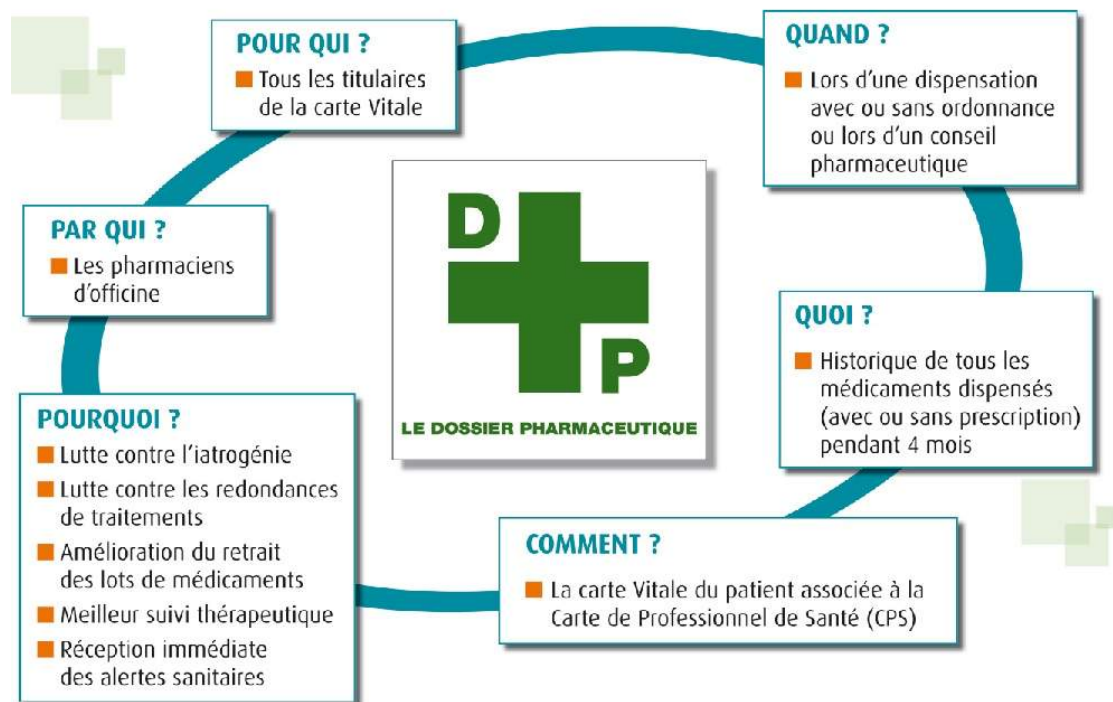 POUR QUI ?
Tous les titulaires
de la carte Vitale
QUAND ?
Lors d'une dispensation
avec ou sans ordonnance
ou lors d'un conseil
pharmaceutique
PAR QUI ?
Les pharmaciens
d'officine
D
P
LE DOSSIER PHARMACEUTIQUE
QUOI ?
Historique de tous les
médicaments dispensés
(avec ou sans prescription)
pendant 4 mois
POURQUOI ?
Lutte contre l'iatrogénie
Lutte contre les redondances
de traitements
Amélioration du retrait
des lots de médicaments
Meilleur suivi thérapeutique
Réception immédiate
des alertes sanitaires
COMMENT ?
La carte Vitale du patient associée à la
Carte de Professionnel de Santé (CPS)